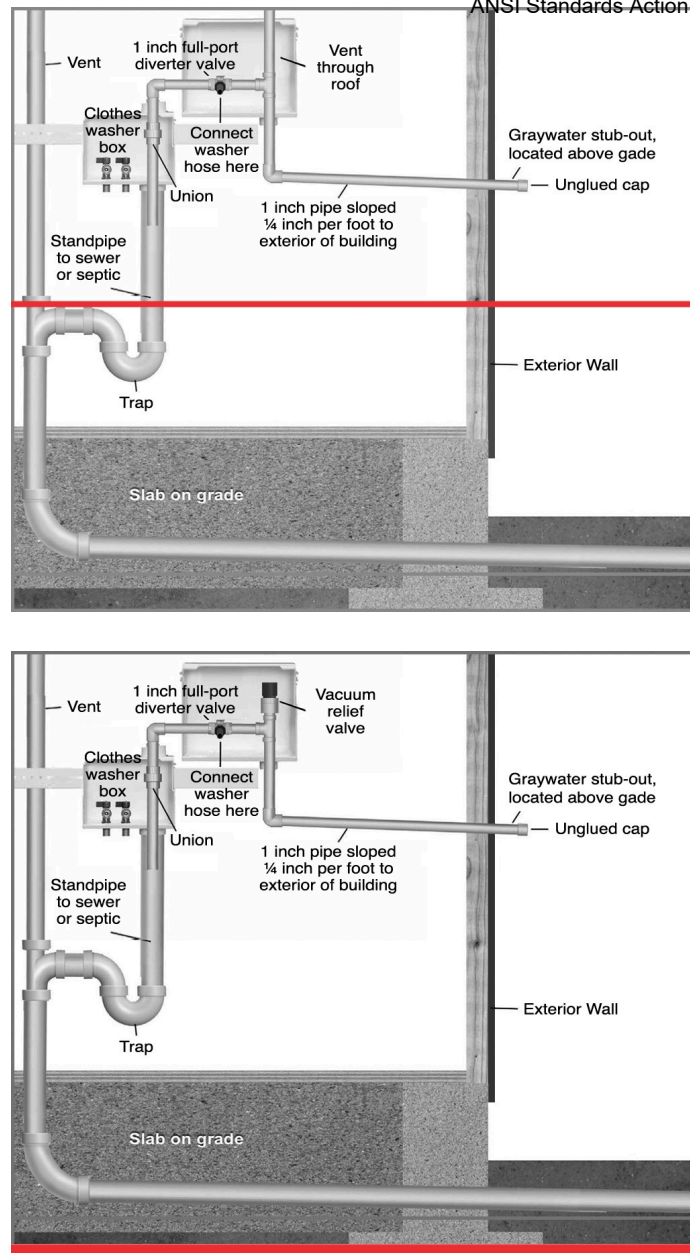 ANSI Standards Action
Vent
1 inch full-port
diverter valve
Vent
through
roof
Clothes
washer
box
Connect
washer
hose here
Union
Graywater stub-out,
located above gade
Unglued cap
1 inch pipe sloped
¼ inch per foot to
exterior of building
Standpipe
to sewer
or septic
Trap
Exterior Wall
Slab on grade
Vent
1 inch full-port
diverter valve
Vacuum
relief
valve
Clothes
washer
box
Connect
washer
hose here
Union
Graywater stub-out,
located above gade
Unglued cap
1 inch pipe sloped
¼ inch per foot to
exterior of building
Standpipe
to sewer
or septic
Trap
Exterior Wall
Slab on grade